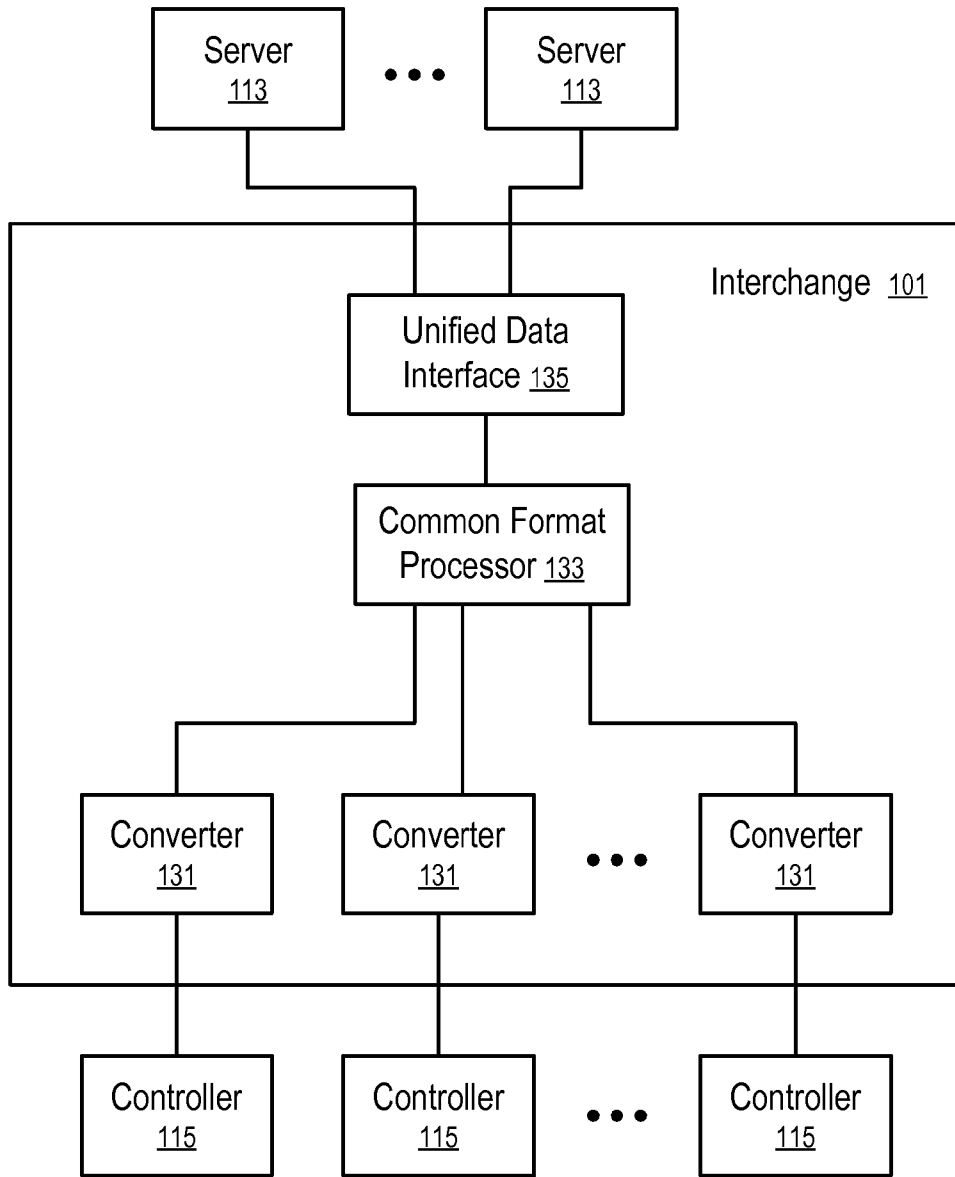 Server
113
Server
113
Interchange 101
Unified Data
Interface 135
Common Format
Processor 133
Converter
131
Converter
131
Converter
131
Controller
115
Controller
115
Controller
115